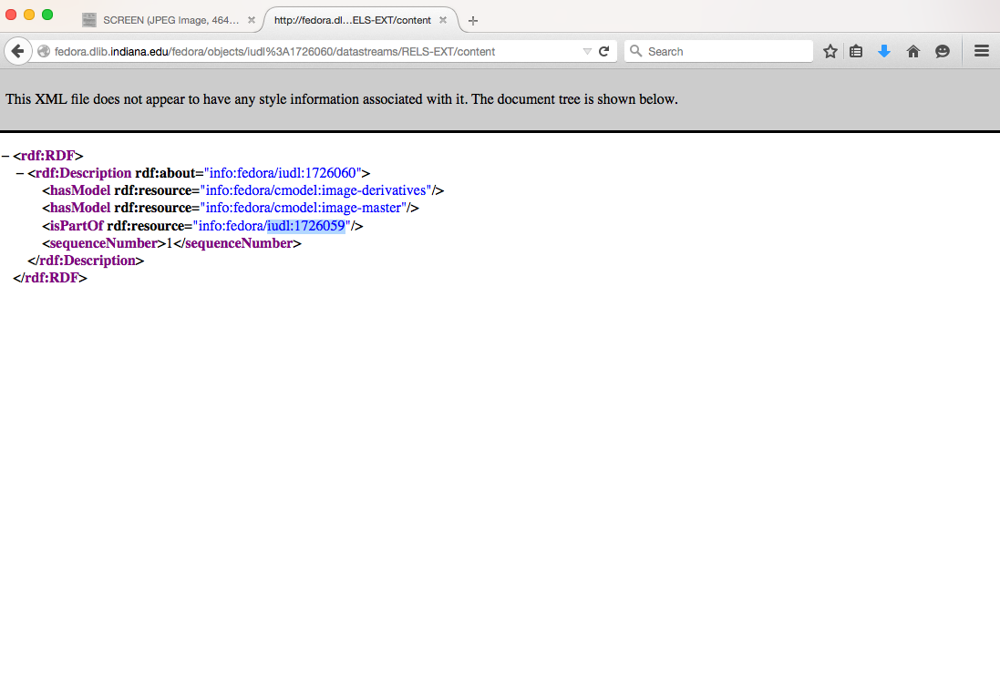 SCREEN (JPEG Image, 464...
http://fedora.dl...ELS-EXT/content
fedora.dlib.indiana.edu/fedora/objects/iudl%3A1726060/datastreams/RELS-EXT/content
Search
This XML file does not appear to have any style information associated with it. The document tree is shown below.
− <rdf:RDF>
− <rdf:Description rdf:about="info:fedora/iudl:1726060">
<hasModel rdf:resource="info:fedora/cmodel:image-derivatives"/>
<hasModel rdf:resource="info:fedora/cmodel:image-master"/>
<isPartOf rdf:resource="info:fedora/iudl:1726059"/>
<sequenceNumber>1</sequenceNumber>
</rdf:Description>
</rdf:RDF>